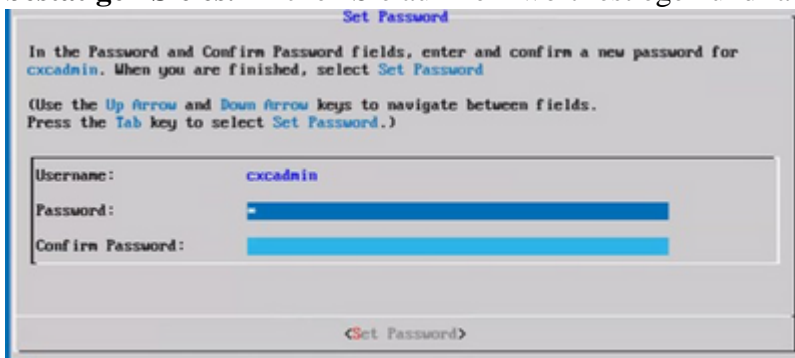 Set Password
In the Password and Confirm Password fields, enter and confirm a new password for
cxcadmin. When you are finished, select Set Password
(Use the Up Arrow and Down Arrow keys to navigate between fields.
Press the Tab key to select Set Password.)
Username: cxcadmin
Password:
Confirm Password:
<Set Password>